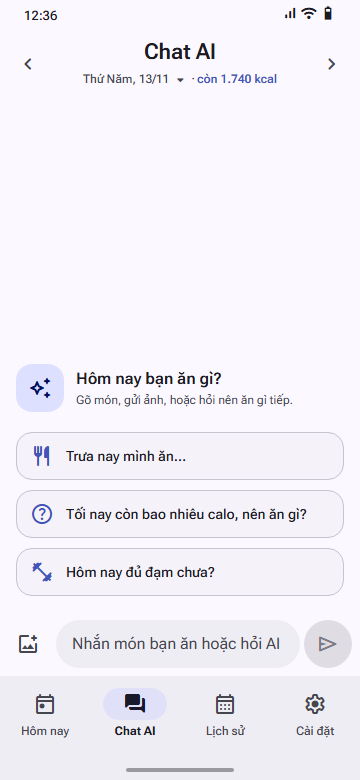 12:36
Chat AI
Thứ Năm, 13/11 · còn 1.740 kcal
Hôm nay bạn ăn gì?
Gõ món, gửi ảnh, hoặc hỏi nên ăn gì tiếp.
Trưa nay mình ăn...
Tối nay còn bao nhiêu calo, nên ăn gì?
Hôm nay đủ đạm chưa?
Nhắn món bạn ăn hoặc hỏi AI
Hôm nay
Chat AI
Lịch sử
Cài đặt